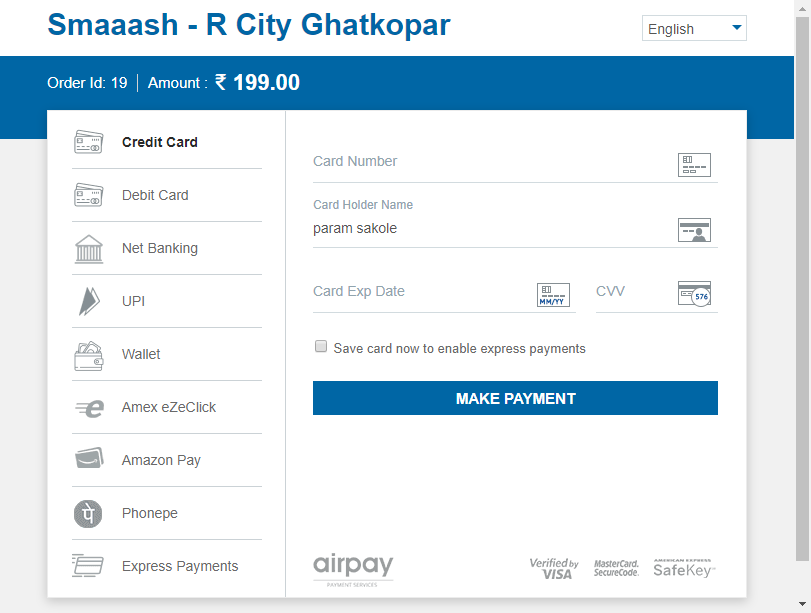 Smaaash - R City Ghatkopar
English
Order Id: 19 | Amount : ₹ 199.00
Credit Card
Debit Card
Net Banking
UPI
Wallet
Amex eZeClick
Amazon Pay
Phonepe
Express Payments
Card Number
Card Holder Name
param sakole
Card Exp Date
MM/YY
CVV
576
Save card now to enable express payments
MAKE PAYMENT
airpay
PAYMENT SERVICES
Verified by
VISA
MasterCard.
SecureCode.
AMERICAN EXPRESS
SafeKey